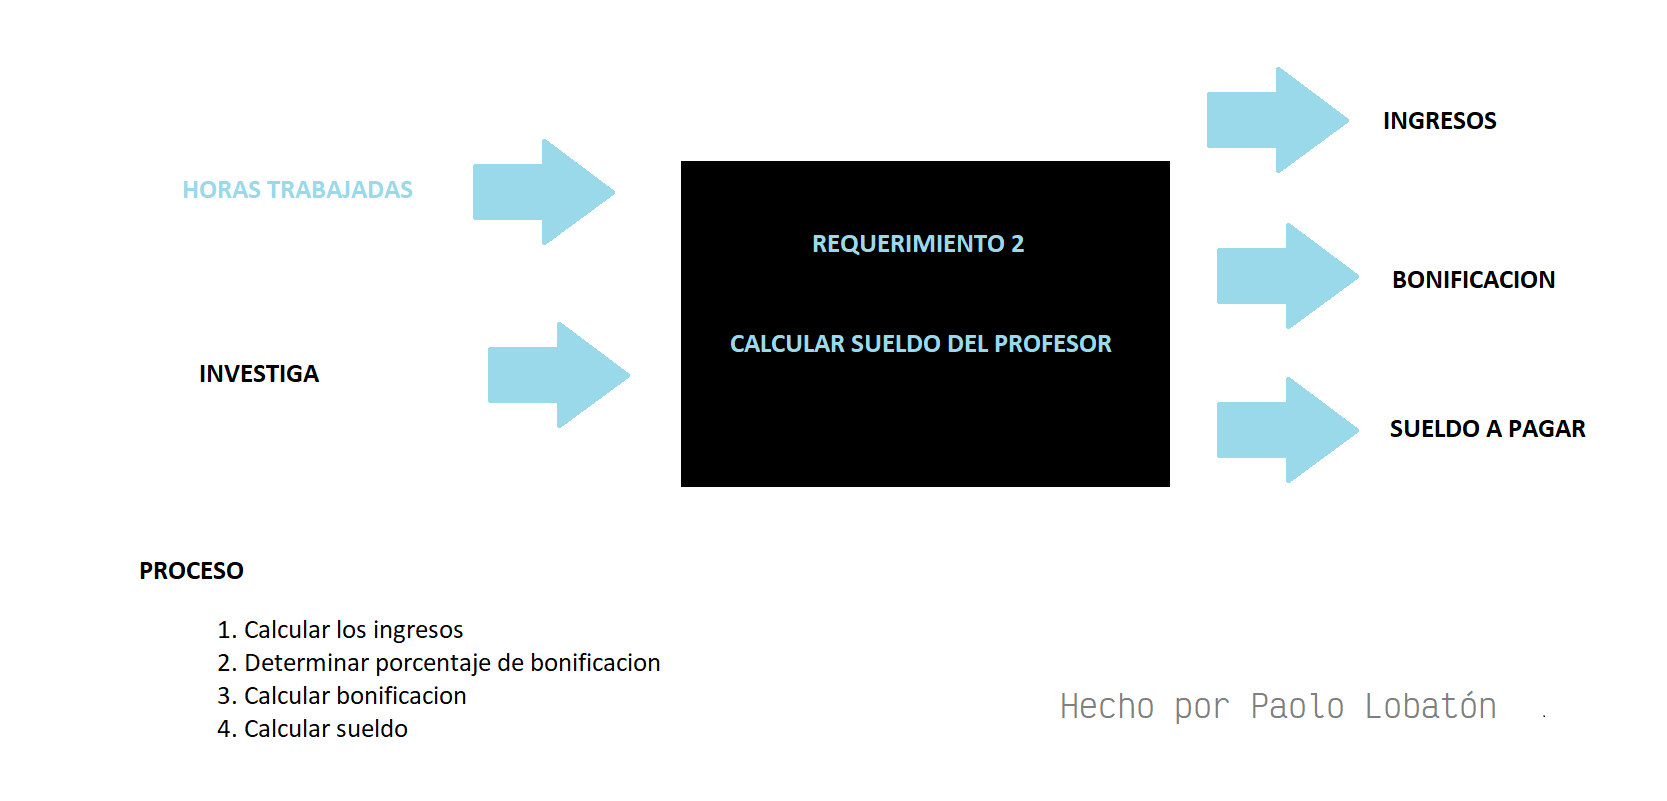 HORAS TRABAJADAS
INVESTIGA
REQUERIMIENTO 2
CALCULAR SUELDO DEL PROFESOR
INGRESOS
BONIFICACION
SUELDO A PAGAR
PROCESO
1. Calcular los ingresos
2. Determinar porcentaje de bonificacion
3. Calcular bonificacion
4. Calcular sueldo
Hecho por Paolo Lobatón .